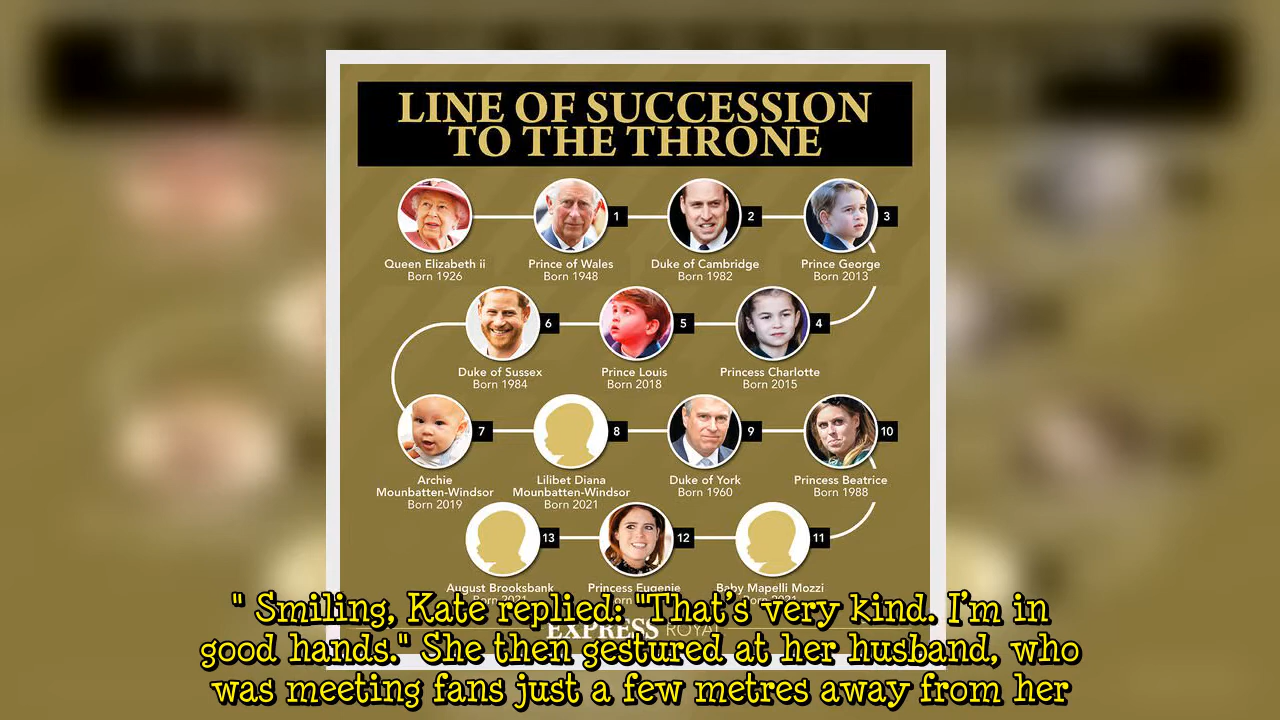 LINE OF SUCCESSION
TO THE THRONE
1
2
3
Queen Elizabeth ii
Born 1926
Prince of Wales
Born 1948
Duke of Cambridge
Born 1982
Prince George
Born 2013
6
5
4
Duke of Sussex
Born 1984
Prince Louis
Born 2018
Princess Charlotte
Born 2015
7
8
9
10
Archie
Mounbatten-Windsor
Born 2019
Lilibet Diana
Mounbatten-Windsor
Born 2021
Duke of York
Born 1960
Princess Beatrice
Born 1988
13
12
11
August Brooksbank
Princess Eugenie
Baby Mapelli Mozzi
EXPRESS ROYAL
" Smiling, Kate replied: "That's very kind. I'm in
good hands." She then gestured at her husband, who
was meeting fans just a few metres away from her